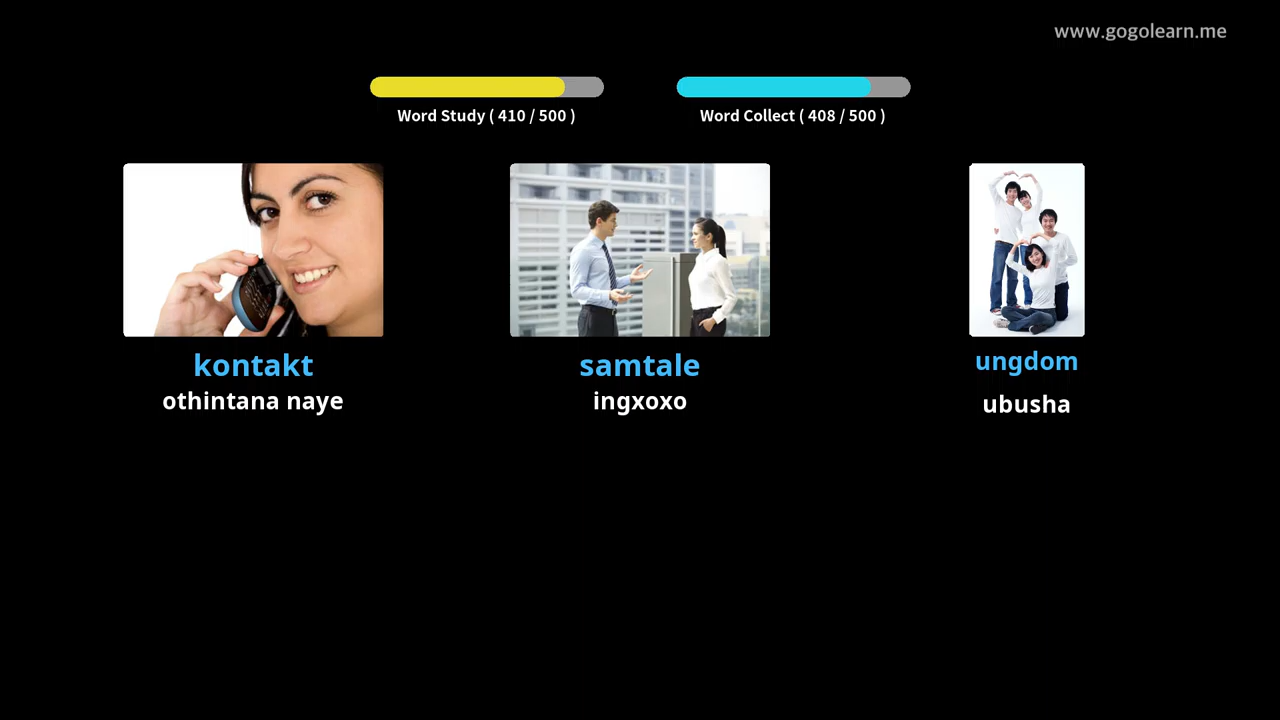 www.gogolearn.me
Word Study ( 410 / 500 )
Word Collect ( 408 / 500 )
kontakt
othintana naye
samtale
ingxoxo
ungdom
ubusha